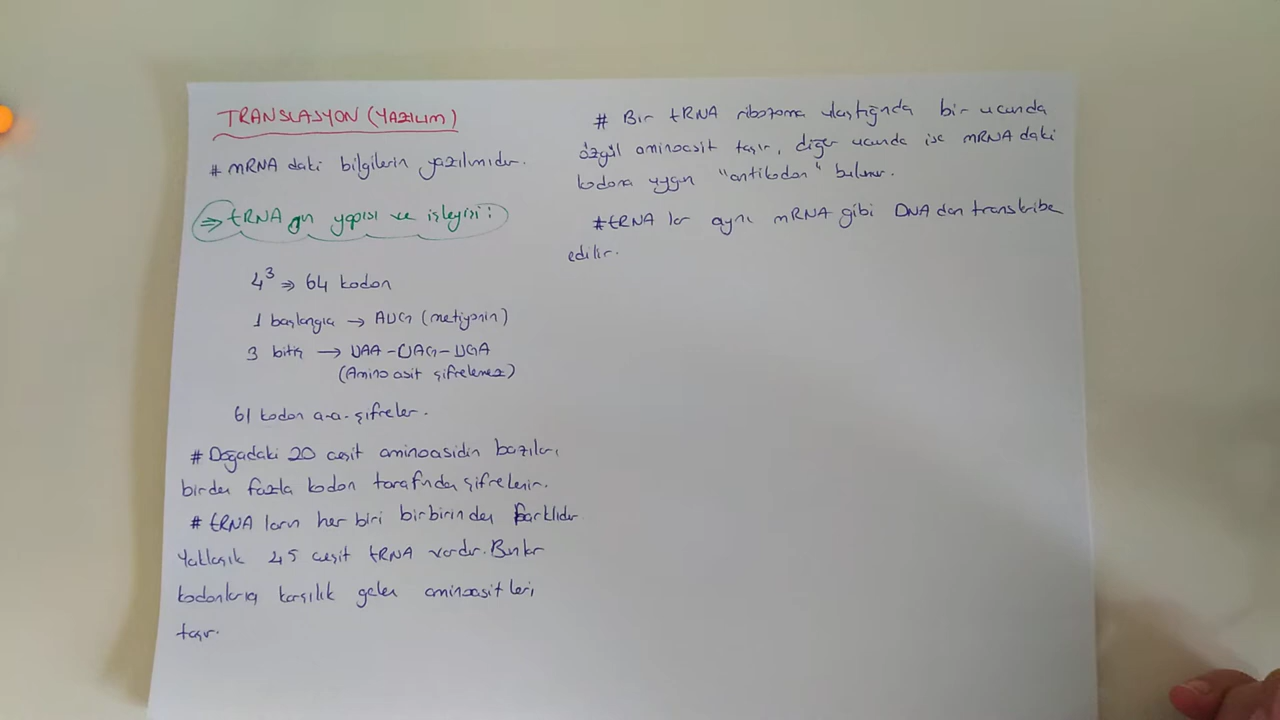 TRANSLASYON (YAZILIM)
# mRNA daki bilgilerin yazılımıdır.
⇒ tRNA nın yapısı ve işleyişi:
4³ ⇒ 64 kodon
1 başlangıç → AUG (metiyonin)
3 bitiş → UAA-UAG-UGA
(Amino asit şifrelemez)
61 kodon a.a. şifreler.
# Doğadaki 20 çeşit aminoasidin bazıları
birden fazla kodon tarafından şifrelenir.
# tRNA ların her biri birbirinden farklıdır
Yaklaşık 45 çeşit tRNA vardır. Bunlar
kodonlarına karşılık gelen aminoasitleri
taşır.
# Bir tRNA ribozoma ulaştığında bir ucunda
özgül aminoasit taşır, diğer ucunda ise mRNA daki
kodona uygun "antikodon" bulunur.
# tRNA lar aynı mRNA gibi DNA dan transkribe
edilir.